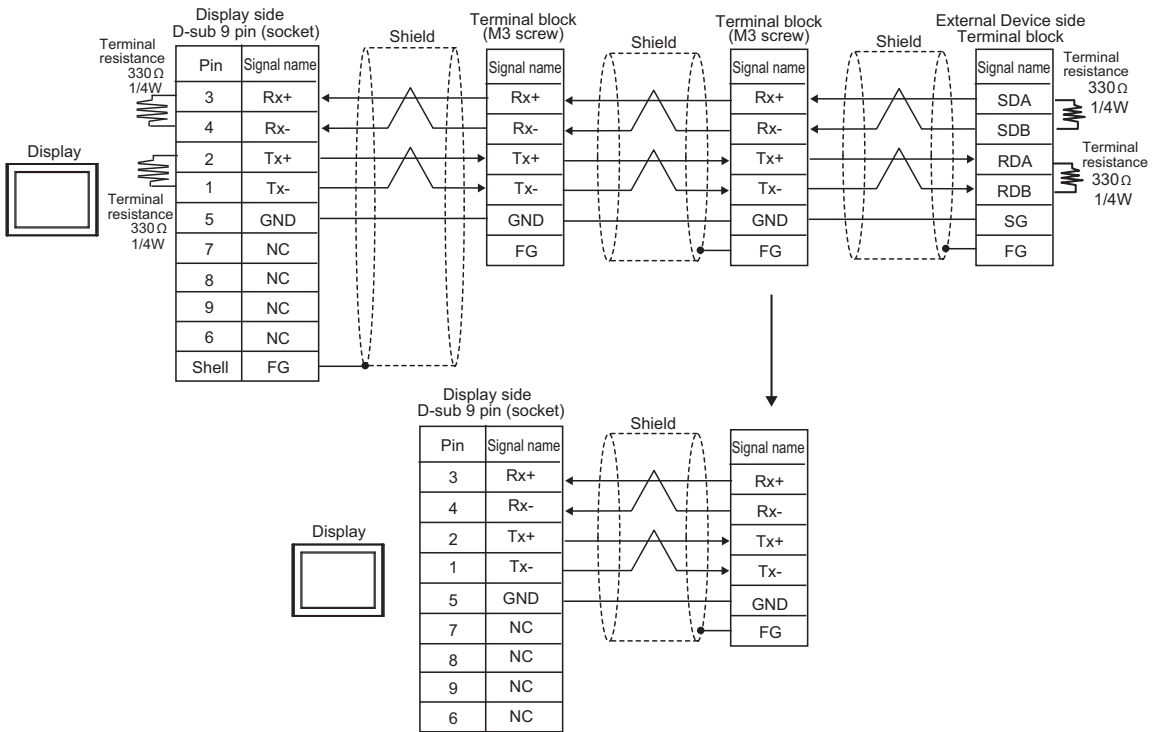 Display side
D-sub 9 pin (socket)
Terminal block
(M3 screw)
Terminal block
(M3 screw)
External Device side
Terminal block
Shield
Shield
Shield
Terminal
resistance
330Ω
1/4W
Pin Signal name
3 Rx+
4 Rx-
2 Tx+
1 Tx-
5 GND
7 NC
8 NC
9 NC
6 NC
Shell FG
Display
Terminal
resistance
330Ω
1/4W
Signal name
Rx+
Rx-
Tx+
Tx-
GND
FG
Signal name
Rx+
Rx-
Tx+
Tx-
GND
FG
Signal name
SDA
SDB
RDA
RDB
SG
FG
Terminal
resistance
330Ω
1/4W
Terminal
resistance
330Ω
1/4W
Display side
D-sub 9 pin (socket)
Shield
Display
Pin Signal name
3 Rx+
4 Rx-
2 Tx+
1 Tx-
5 GND
7 NC
8 NC
9 NC
6 NC
Signal name
Rx+
Rx-
Tx+
Tx-
GND
FG